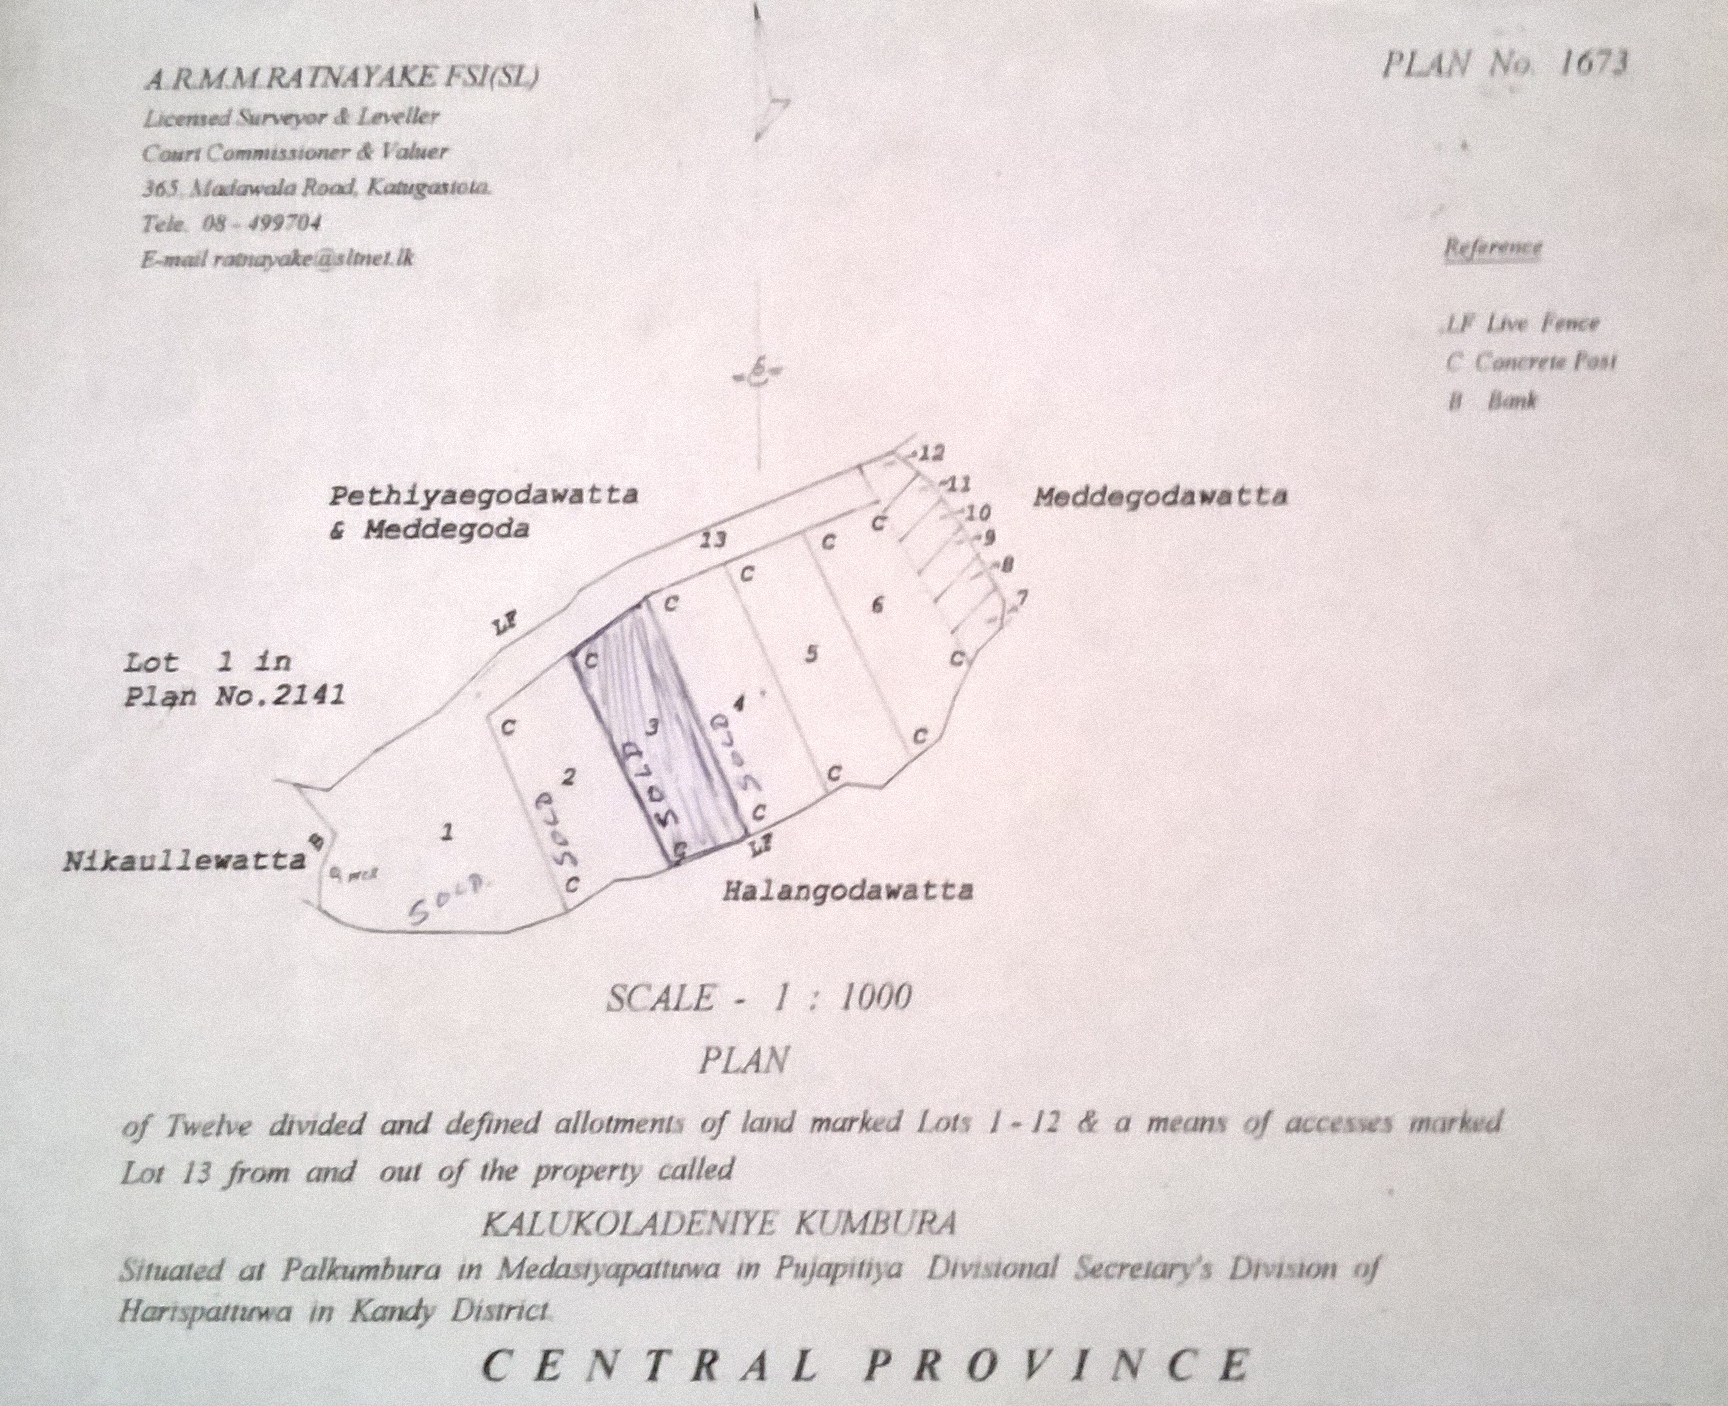 A.R.M.M.RATNAYAKE FSI(SL)
Licensed Surveyor & Leveller
Court Commissioner & Valuer
365, Madawala Road, Katugastota.
Tele. 08 - 499704
E-mail ratnayake@sltnet.lk
PLAN No. 1673
Reference
LF Live Fence
C Concrete Post
B Bank
Pethiyaegodawatta
& Meddegoda
Meddegodawatta
12
11
10
9
8
7
13
C
C
C
C
C
6
5
LF
Lot 1 in
Plan No.2141
C
4
3
C
SOLD
SOLD
C
2
C
C
C
LF
1
SOLD
C
C
B
Nikaullewatta
SOLD
Halangodawatta
SCALE - 1 : 1000
PLAN
of Twelve divided and defined allotments of land marked Lots 1 - 12 & a means of accesses marked
Lot 13 from and out of the property called
KALUKOLADENIYE KUMBURA
Situated at Palkumbura in Medasiyapattuwa in Pujapitiya Divisional Secretary's Division of
Harispattuwa in Kandy District.
CENTRAL PROVINCE